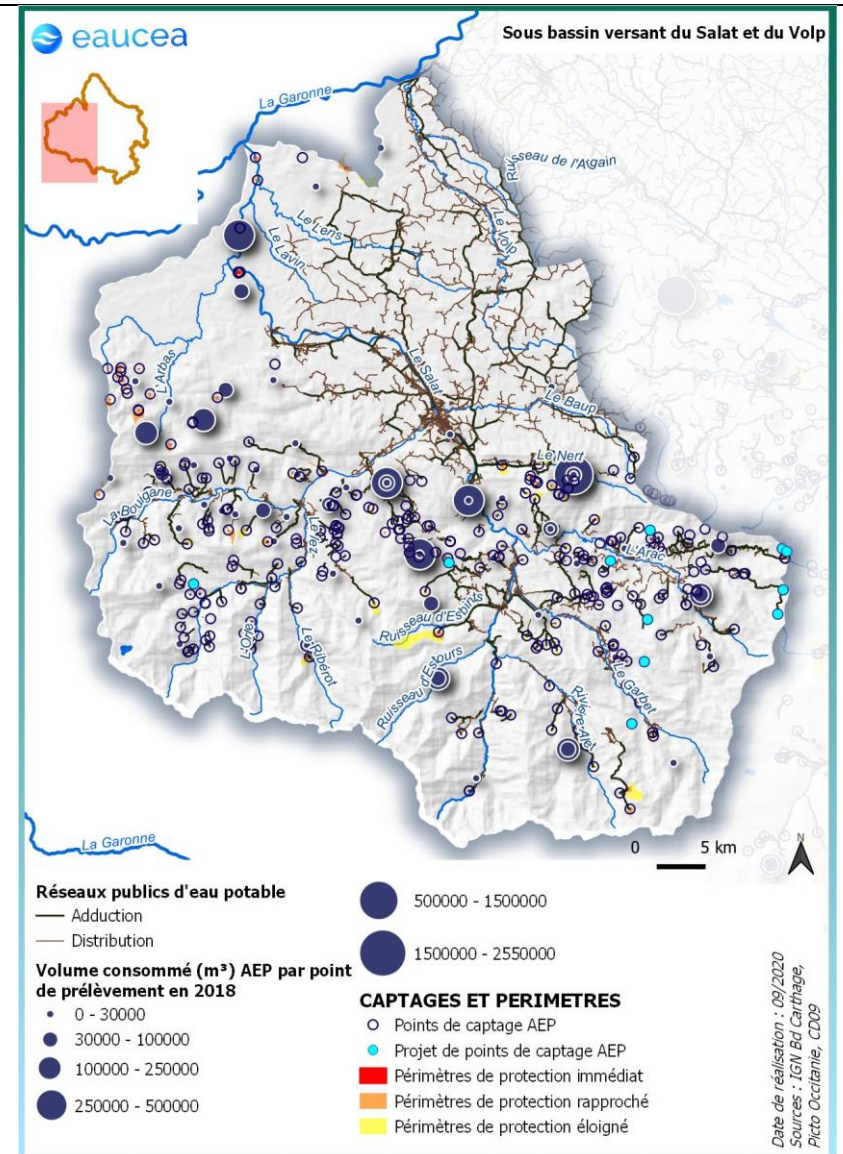 eaucea
Sous bassin versant du Salat et du Volp
La Garonne
Ruisseau de l'Algain
Le Volp
Le Lens
Le Lavin
L'Arbas
Le Salat
Le Baup
Le Nert
La Bouigane
Le Lez
L'Arac
Ruisseau d'Esbints
L'Orle
Le Ribérot
Ruisseau d'Estours
Le Garbet
Rivière Alet
La Garonne
0 5 km
N
Réseaux publics d'eau potable
Adduction
Distribution
Volume consommé (m³) AEP par point
de prélèvement en 2018
0 - 30000
30000 - 100000
100000 - 250000
250000 - 500000
500000 - 1500000
1500000 - 2550000
CAPTAGES ET PERIMETRES
Points de captage AEP
Projet de points de captage AEP
Périmètres de protection immédiat
Périmètres de protection rapproché
Périmètres de protection éloigné
Date de réalisation : 09/2020
Sources : IGN Bd Carthage,
Picto Occitanie, CD09